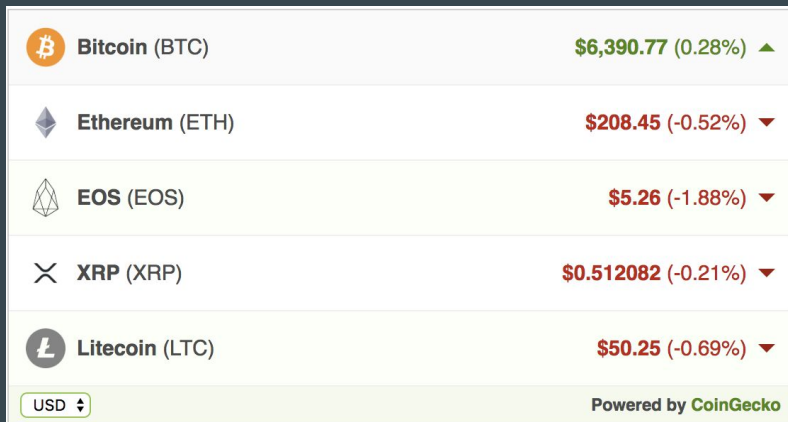 Bitcoin (BTC) $6,390.77 (0.28%)
Ethereum (ETH) $208.45 (-0.52%)
EOS (EOS) $5.26 (-1.88%)
XRP (XRP) $0.512082 (-0.21%)
Litecoin (LTC) $50.25 (-0.69%)
USD Powered by CoinGecko